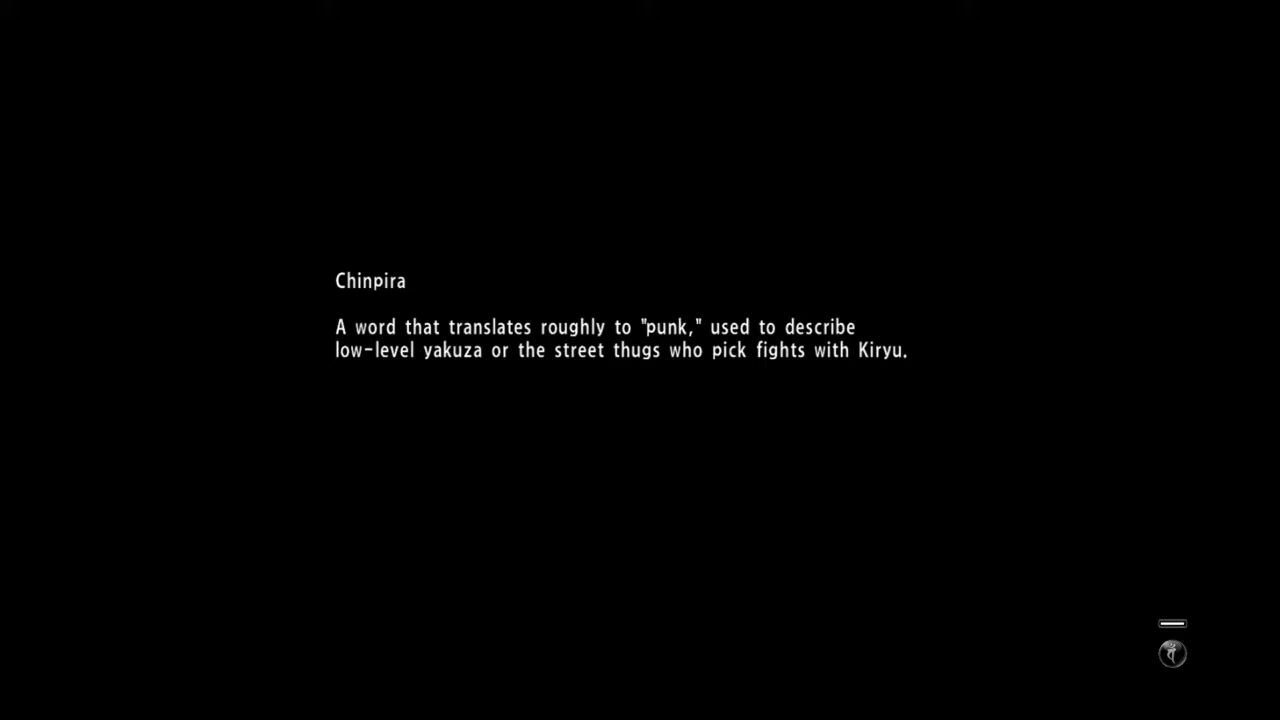 Chinpira
A word that translates roughly to "punk," used to describe
low-level yakuza or the street thugs who pick fights with Kiryu.